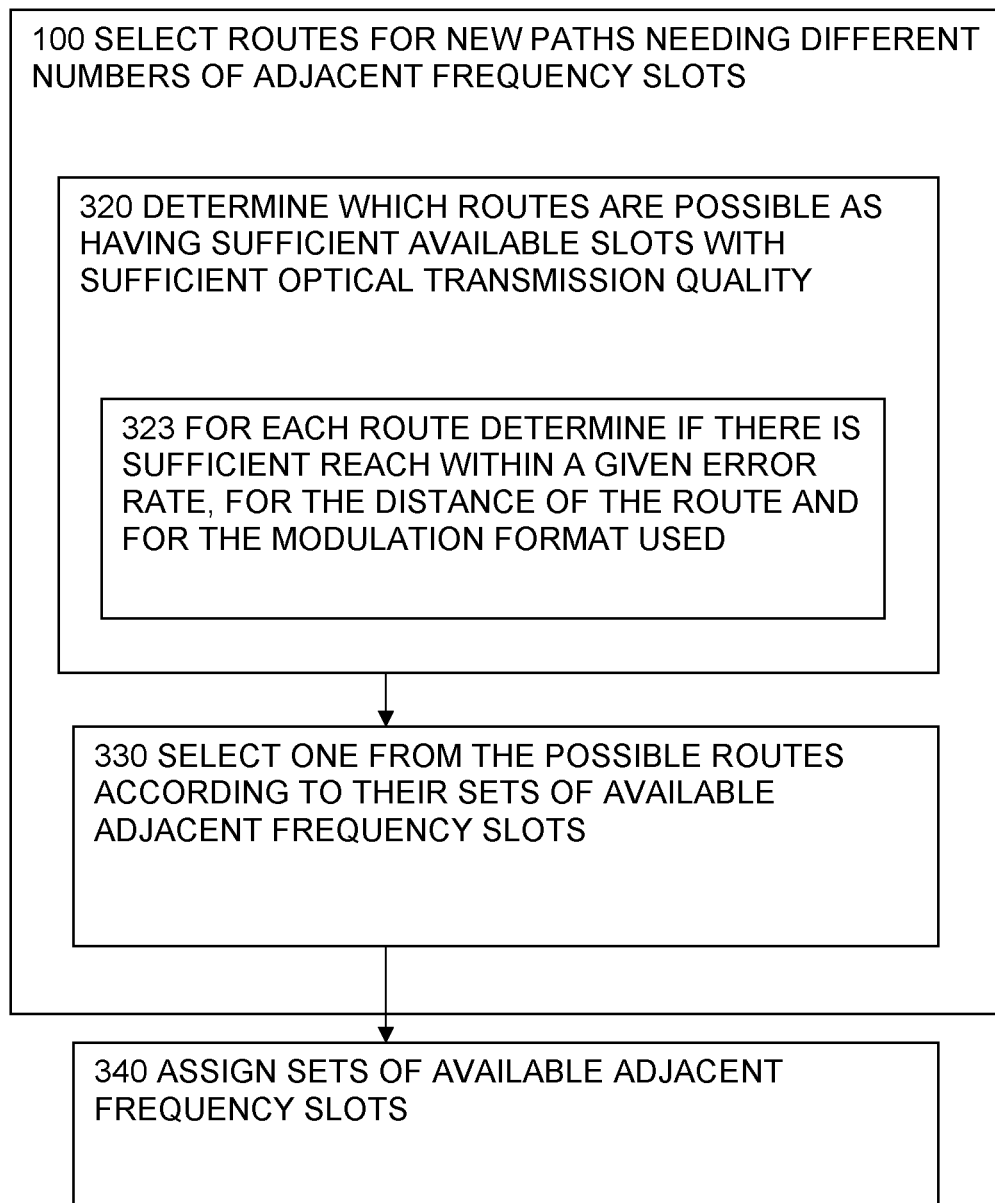 100 SELECT ROUTES FOR NEW PATHS NEEDING DIFFERENT
NUMBERS OF ADJACENT FREQUENCY SLOTS
320 DETERMINE WHICH ROUTES ARE POSSIBLE AS
HAVING SUFFICIENT AVAILABLE SLOTS WITH
SUFFICIENT OPTICAL TRANSMISSION QUALITY
323 FOR EACH ROUTE DETERMINE IF THERE IS
SUFFICIENT REACH WITHIN A GIVEN ERROR
RATE, FOR THE DISTANCE OF THE ROUTE AND
FOR THE MODULATION FORMAT USED
330 SELECT ONE FROM THE POSSIBLE ROUTES
ACCORDING TO THEIR SETS OF AVAILABLE
ADJACENT FREQUENCY SLOTS
340 ASSIGN SETS OF AVAILABLE ADJACENT
FREQUENCY SLOTS